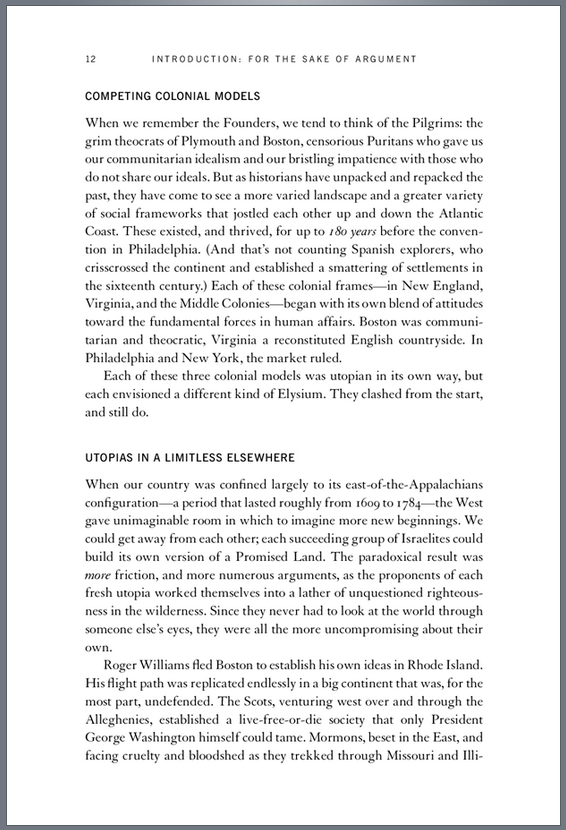 12 INTRODUCTION: FOR THE SAKE OF ARGUMENT
COMPETING COLONIAL MODELS
When we remember the Founders, we tend to think of the Pilgrims: the
grim theocrats of Plymouth and Boston, censorious Puritans who gave us
our communitarian idealism and our bristling impatience with those who
do not share our ideals. But as historians have unpacked and repacked the
past, they have come to see a more varied landscape and a greater variety
of social frameworks that jostled each other up and down the Atlantic
Coast. These existed, and thrived, for up to 180 years before the conven-
tion in Philadelphia. (And that's not counting Spanish explorers, who
crisscrossed the continent and established a smattering of settlements in
the sixteenth century.) Each of these colonial frames—in New England,
Virginia, and the Middle Colonies—began with its own blend of attitudes
toward the fundamental forces in human affairs. Boston was communi-
tarian and theocratic, Virginia a reconstituted English countryside. In
Philadelphia and New York, the market ruled.
Each of these three colonial models was utopian in its own way, but
each envisioned a different kind of Elysium. They clashed from the start,
and still do.
UTOPIAS IN A LIMITLESS ELSEWHERE
When our country was confined largely to its east-of-the-Appalachians
configuration—a period that lasted roughly from 1609 to 1784—the West
gave unimaginable room in which to imagine more new beginnings. We
could get away from each other; each succeeding group of Israelites could
build its own version of a Promised Land. The paradoxical result was
more friction, and more numerous arguments, as the proponents of each
fresh utopia worked themselves into a lather of unquestioned righteous-
ness in the wilderness. Since they never had to look at the world through
someone else's eyes, they were all the more uncompromising about their
own.
Roger Williams fled Boston to establish his own ideas in Rhode Island.
His flight path was replicated endlessly in a big continent that was, for the
most part, undefended. The Scots, venturing west over and through the
Alleghenies, established a live-free-or-die society that only President
George Washington himself could tame. Mormons, beset in the East, and
facing cruelty and bloodshed as they trekked through Missouri and Illi-